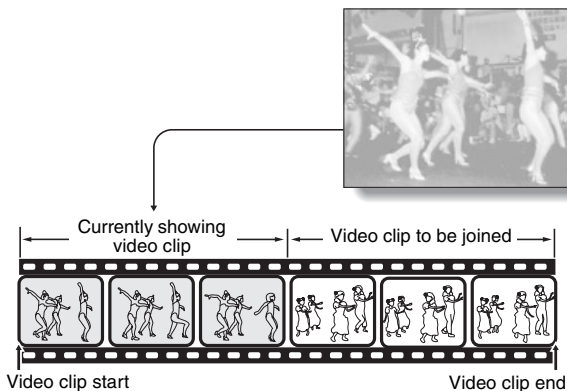 Currently showing
video clip
Video clip to be joined
Video clip start
Video clip end